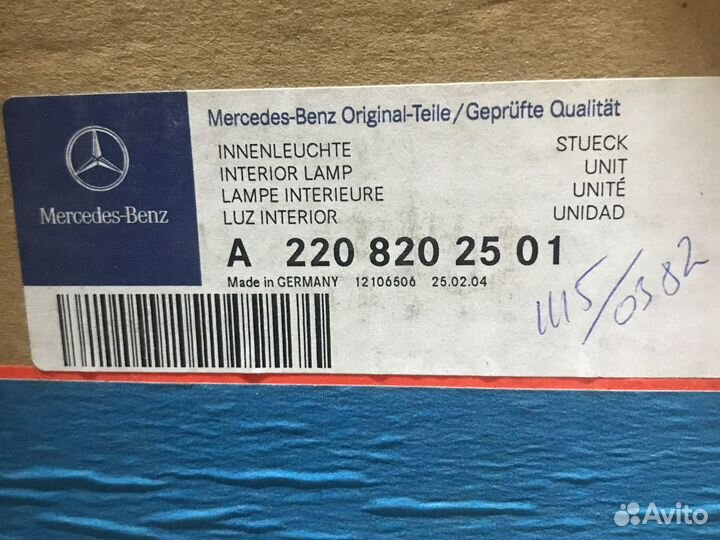 Mercedes-Benz
Mercedes-Benz Original-Teile/Geprüfte Qualität
INNENLEUCHTE STUECK
INTERIOR LAMP UNIT
LAMPE INTERIEURE UNITÉ
LUZ INTERIOR UNIDAD
A 220 820 25 01
Made in GERMANY 12106506 25.02.04
1115/0382
Avito